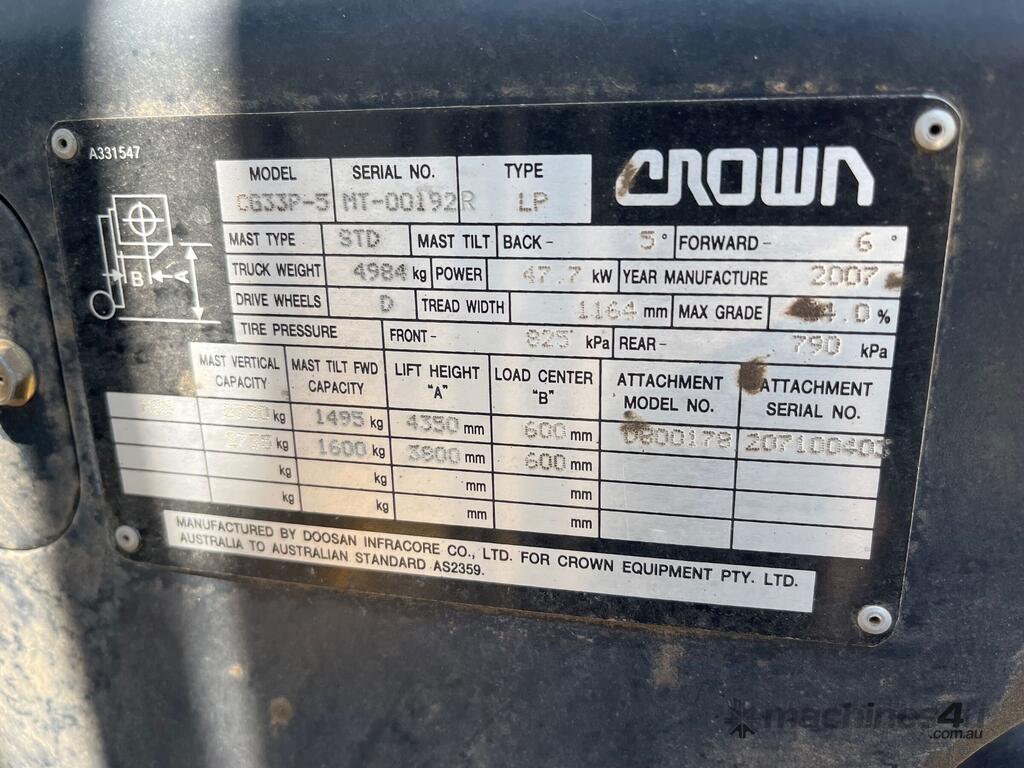 A331547
CROWN
MODEL SERIAL NO. TYPE
CG33P-5 MT-00192R LP
MAST TYPE STD MAST TILT BACK- 5° FORWARD- 6°
TRUCK WEIGHT 4984 kg POWER 47.7 kW YEAR MANUFACTURE 2007
DRIVE WHEELS D TREAD WIDTH 1164 mm MAX GRADE %
TIRE PRESSURE FRONT- 825 kPa REAR- 790 kPa
MAST VERTICAL CAPACITY MAST TILT FWD CAPACITY LIFT HEIGHT "A" LOAD CENTER "B" ATTACHMENT MODEL NO. ATTACHMENT SERIAL NO.
kg 1495 kg 4350 mm 600 mm D800178 207100403
kg 1600 kg 3800 mm 600 mm
kg kg mm mm
kg kg mm mm
B A
MANUFACTURED BY DOOSAN INFRACORE CO., LTD. FOR CROWN EQUIPMENT PTY. LTD.
AUSTRALIA TO AUSTRALIAN STANDARD AS2359.
machines4u
.com.au